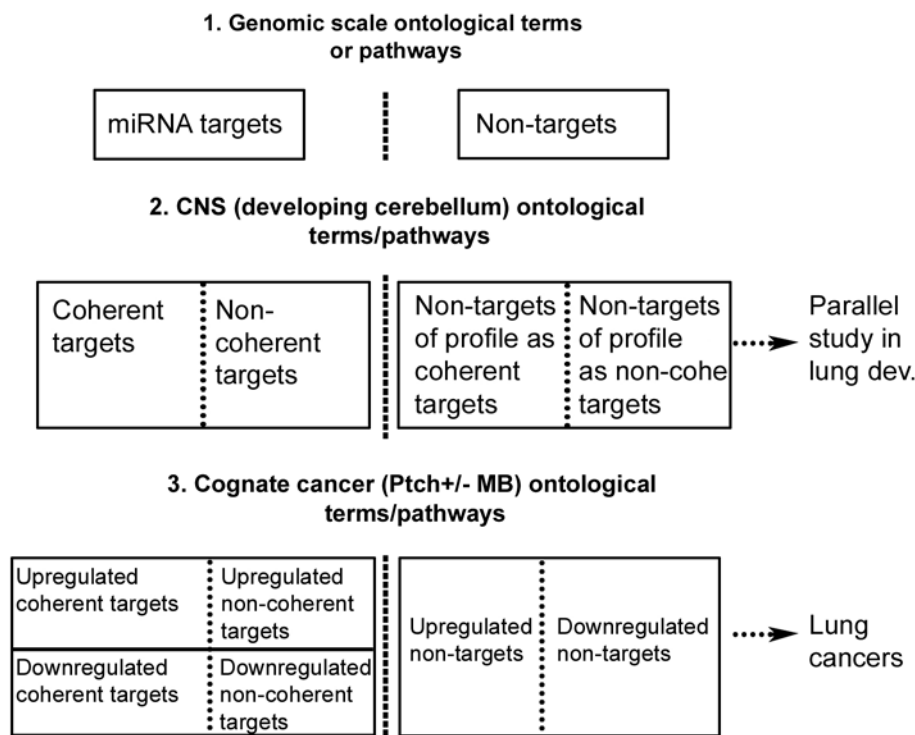 1. Genomic scale ontological terms
or pathways
miRNA targets
Non-targets
2. CNS (developing cerebellum) ontological
terms/pathways
Coherent
targets
Non-
coherent
targets
Non-targets
of profile as
coherent
targets
Non-targets
of profile
as non-cohe
targets
Parallel
study in
lung dev.
3. Cognate cancer (Ptch+/- MB) ontological
terms/pathways
Upregulated
coherent targets
Upregulated
non-coherent
targets
Downregulated
coherent targets
Downregulated
non-coherent
targets
Upregulated
non-targets
Downregulated
non-targets
Lung
cancers